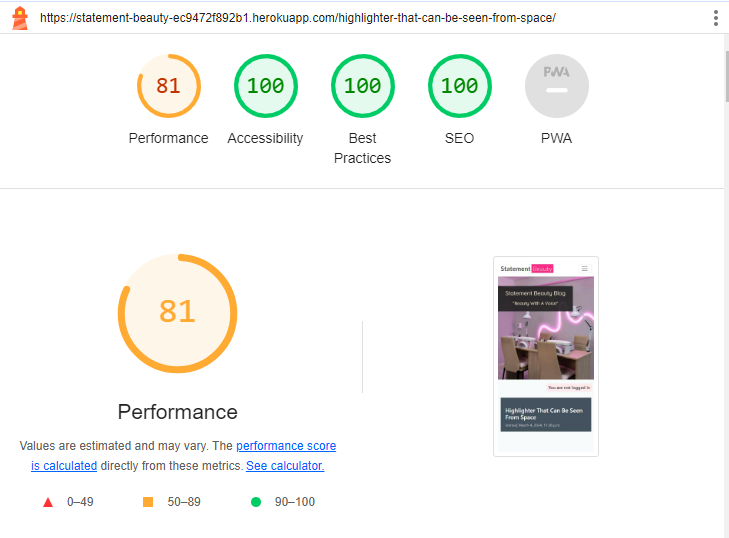 https://statement-beauty-ec9472f892b1.herokuapp.com/highlighter-that-can-be-seen-from-space/
81
100
100
100
PWA
Performance
Accessibility
Best
Practices
SEO
PWA
81
Performance
Values are estimated and may vary. The performance score
is calculated directly from these metrics. See calculator.
0–49
50–89
90–100
Statement Beauty
Statement Beauty Blog
"Beauty With A Voice"
You are not logged in
Highlighter That Can Be Seen
From Space